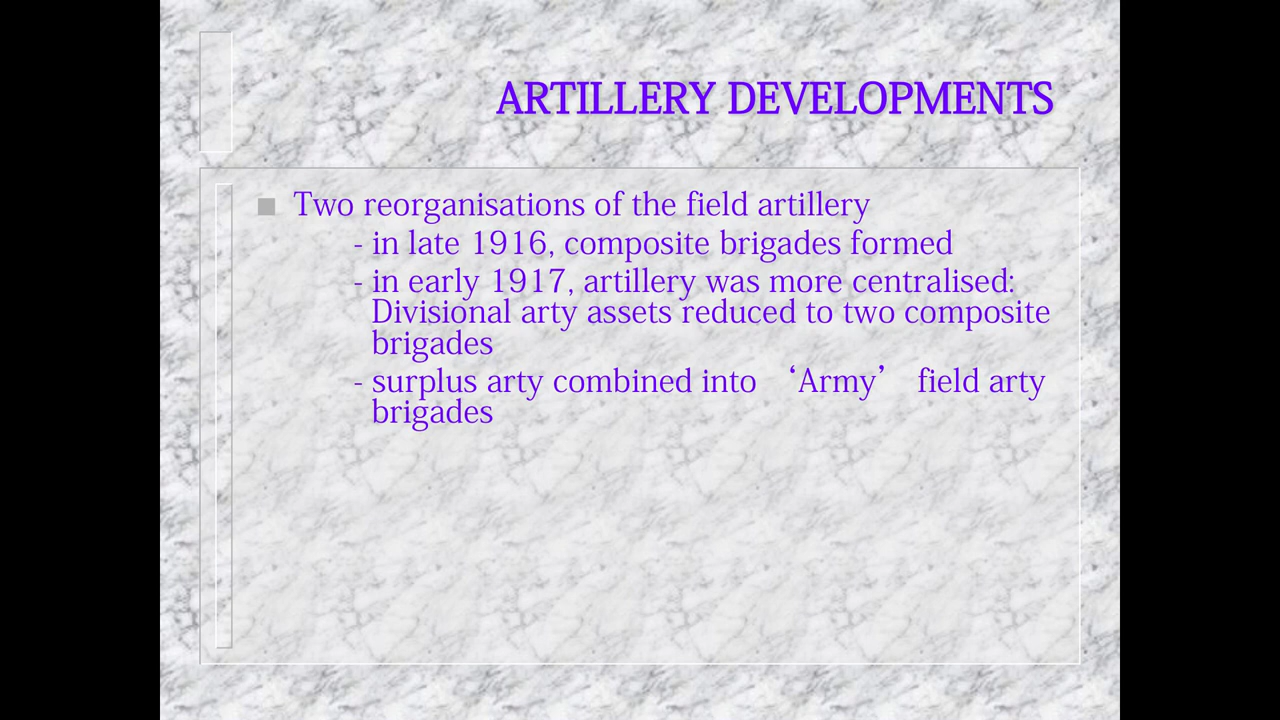 ARTILLERY DEVELOPMENTS
Two reorganisations of the field artillery
- in late 1916, composite brigades formed
- in early 1917, artillery was more centralised:
Divisional arty assets reduced to two composite
brigades
- surplus arty combined into ‘Army’ field arty
brigades